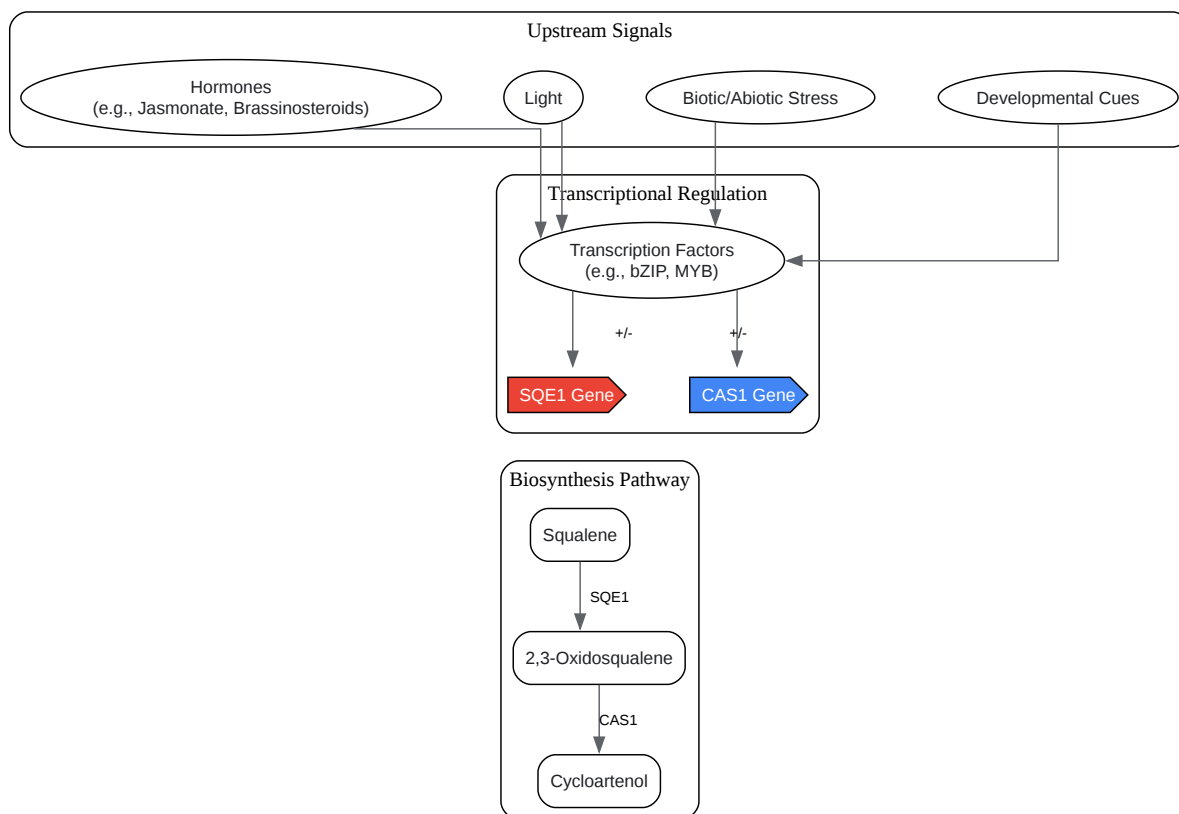 Upstream Signals
Hormones
(e.g., Jasmonate, Brassinosteroids)
Light
Biotic/Abiotic Stress
Developmental Cues
Transcriptional Regulation
Transcription Factors
(e.g., bZIP, MYB)
+/-
+/-
SQE1 Gene
CAS1 Gene
Biosynthesis Pathway
Squalene
SQE1
2,3-Oxidosqualene
CAS1
Cycloartenol